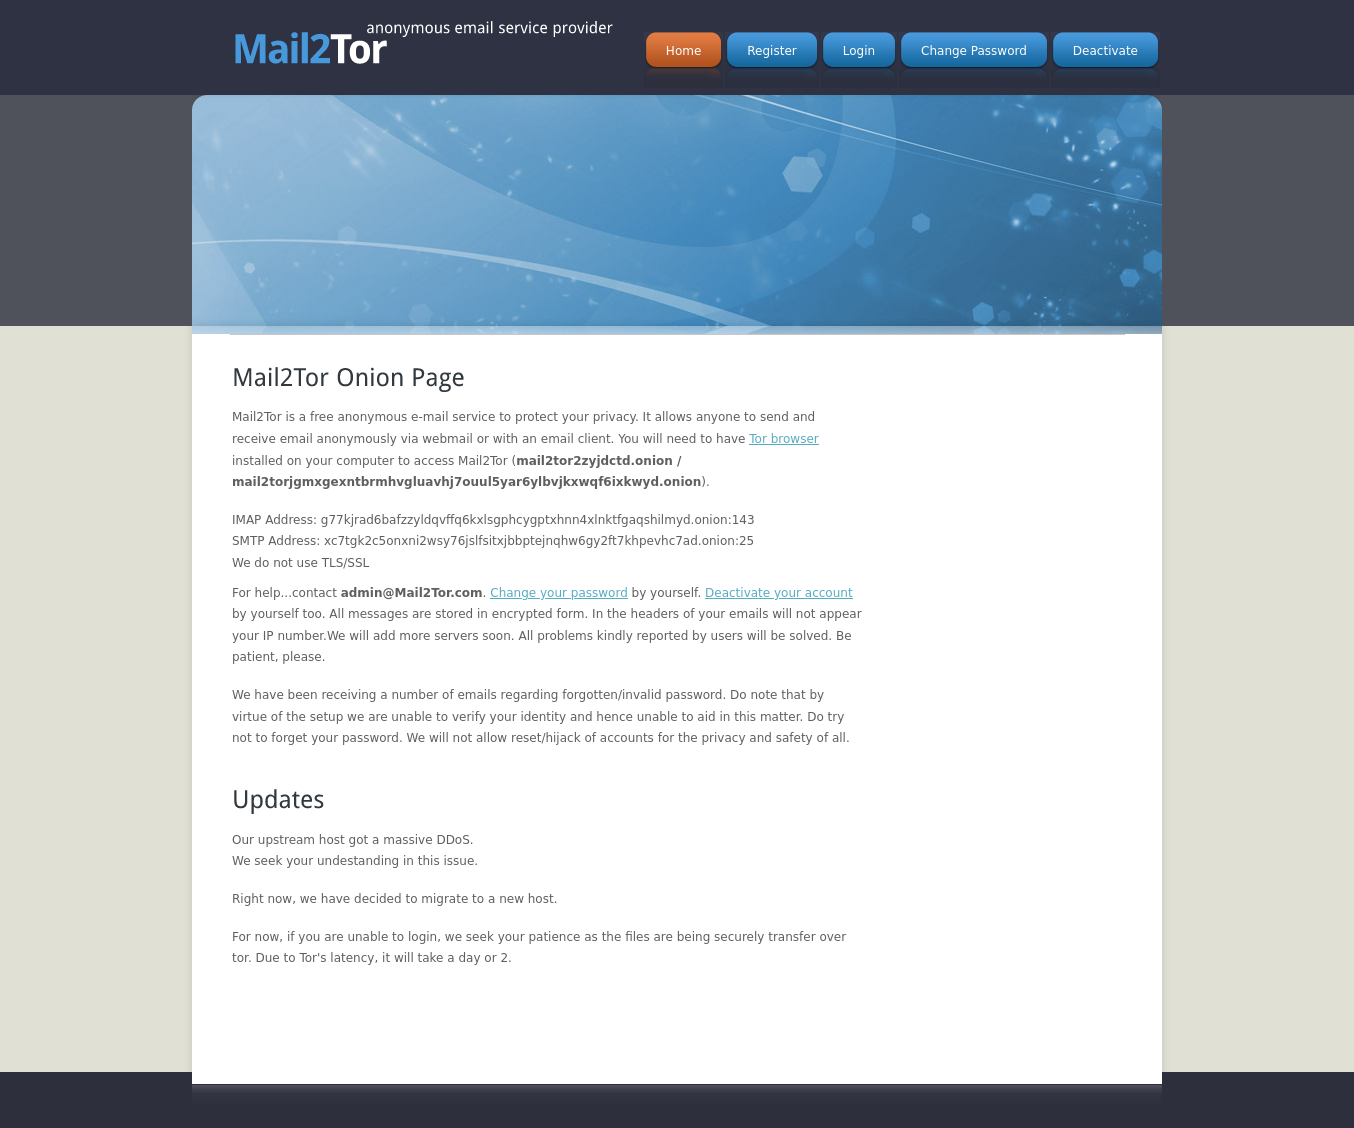 anonymous email service provider
Mail2Tor
Home Register Login Change Password Deactivate
Mail2Tor Onion Page
Mail2Tor is a free anonymous e-mail service to protect your privacy. It allows anyone to send and
receive email anonymously via webmail or with an email client. You will need to have Tor browser
installed on your computer to access Mail2Tor (mail2tor2zyjdctd.onion /
mail2torjgmxgexntbrmhvgluavhj7ouul5yar6ylbvjkxwqf6ixkwyd.onion).
IMAP Address: g77kjrad6bafzzyldqvffq6kxlsgphcygptxhnn4xlnktfgaqshilmyd.onion:143
SMTP Address: xc7tgk2c5onxni2wsy76jslfsitxjbbptejnqhw6gy2ft7khpevhc7ad.onion:25
We do not use TLS/SSL
For help...contact admin@Mail2Tor.com. Change your password by yourself. Deactivate your account
by yourself too. All messages are stored in encrypted form. In the headers of your emails will not appear
your IP number.We will add more servers soon. All problems kindly reported by users will be solved. Be
patient, please.
We have been receiving a number of emails regarding forgotten/invalid password. Do note that by
virtue of the setup we are unable to verify your identity and hence unable to aid in this matter. Do try
not to forget your password. We will not allow reset/hijack of accounts for the privacy and safety of all.
Updates
Our upstream host got a massive DDoS.
We seek your undestanding in this issue.
Right now, we have decided to migrate to a new host.
For now, if you are unable to login, we seek your patience as the files are being securely transfer over
tor. Due to Tor's latency, it will take a day or 2.